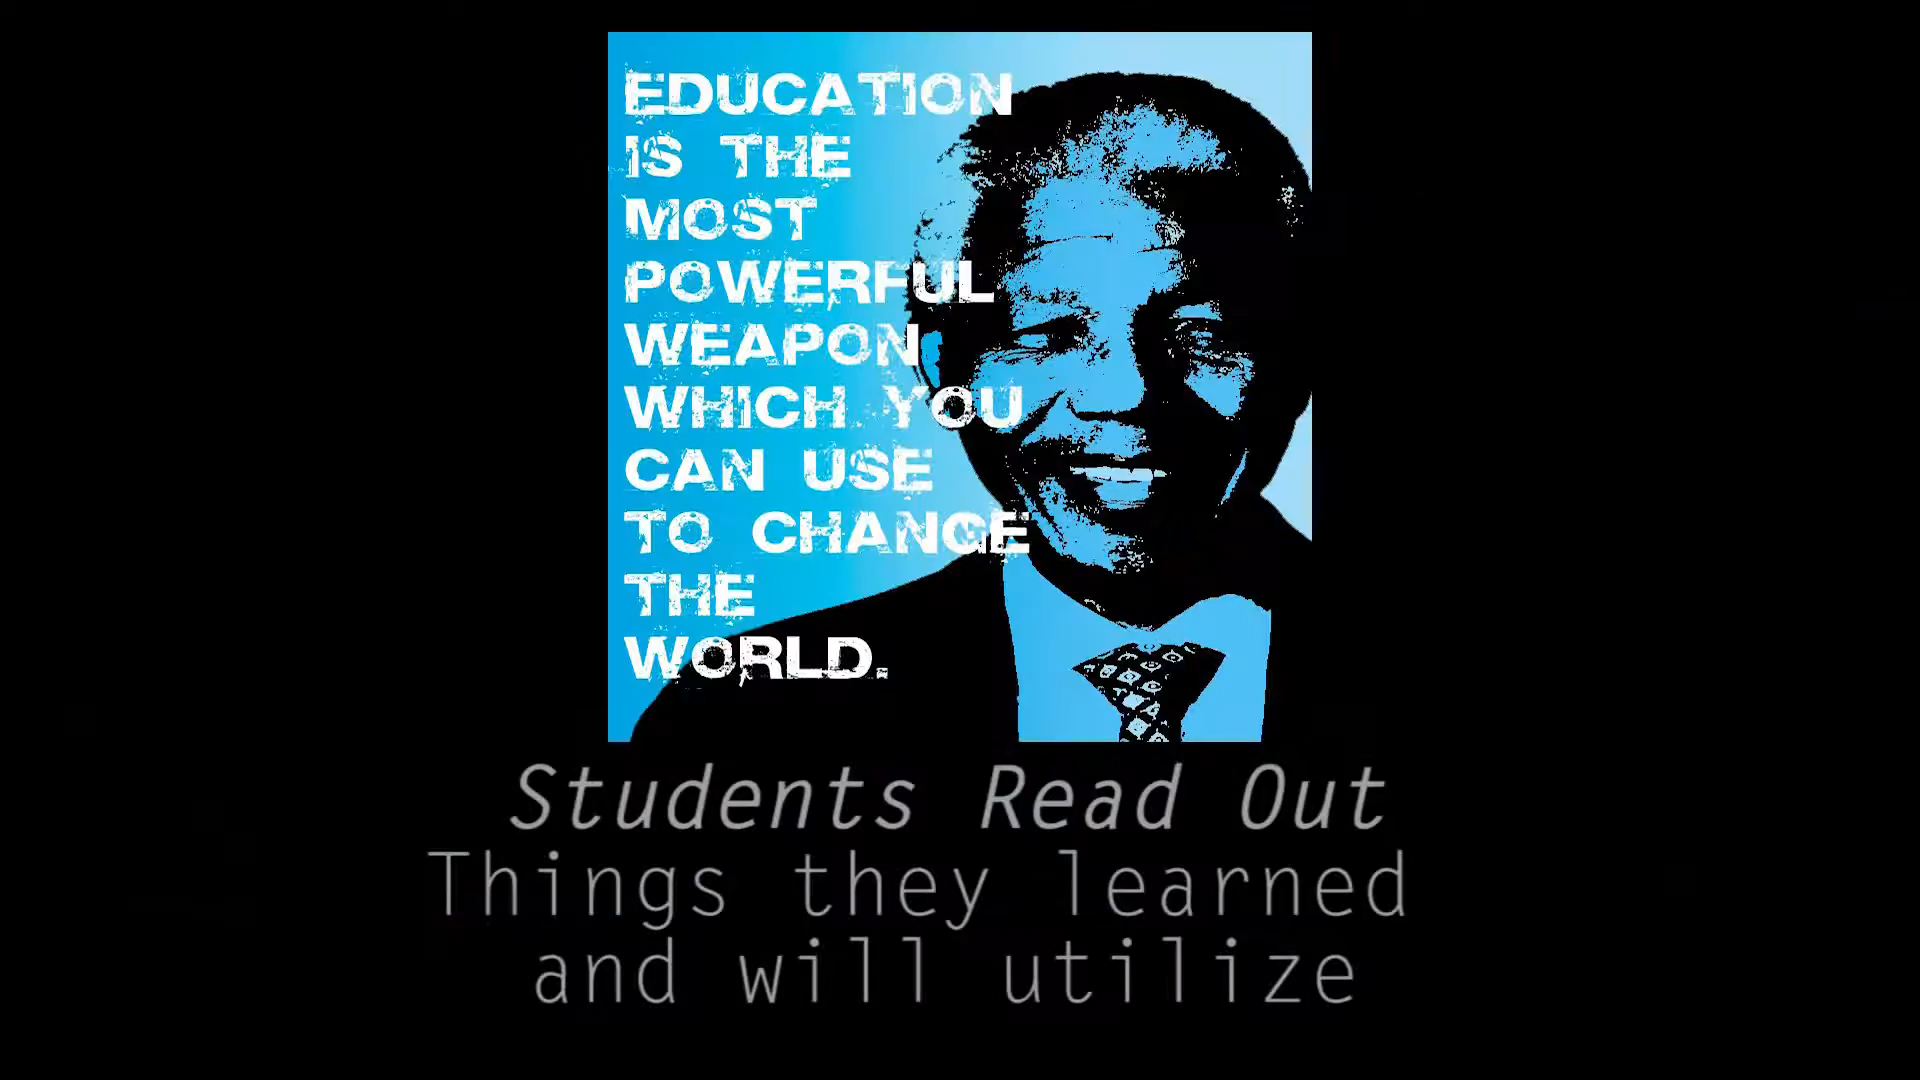 EDUCATION
IS THE
MOST
POWERFUL
WEAPON
WHICH YOU
CAN USE
TO CHANGE
THE
WORLD.
Students Read Out
Things they learned
and will utilize